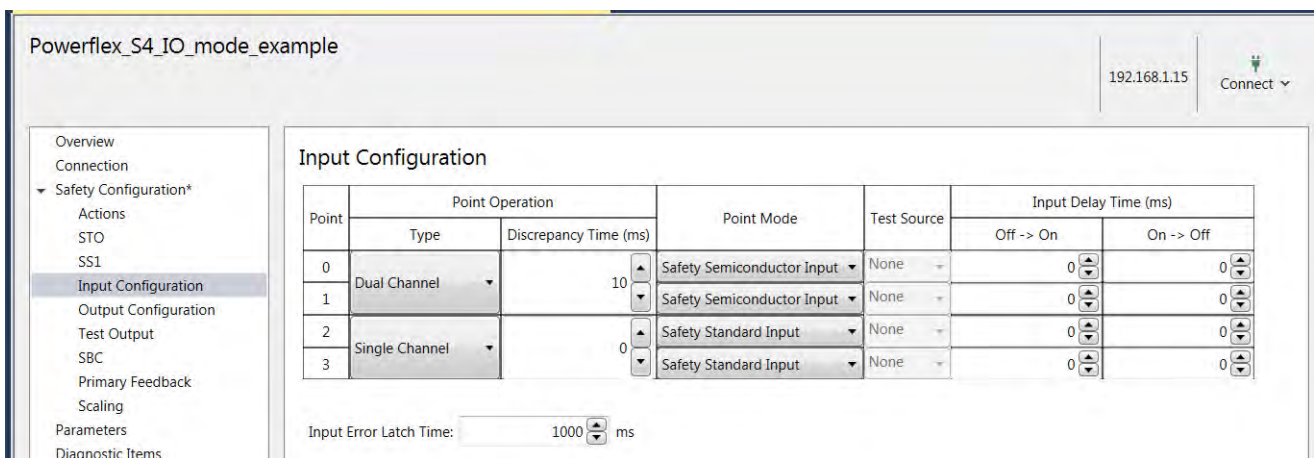 Powerflex_S4_IO_mode_example
192.168.1.15
Connect
Overview
Connection
Safety Configuration*
Actions
STO
SS1
Input Configuration
Output Configuration
Test Output
SBC
Primary Feedback
Scaling
Parameters
Diagnostic Items
Input Configuration
Point Point Operation Point Mode Test Source Input Delay Time (ms)
Type Discrepancy Time (ms) Off -> On On -> Off
0 Dual Channel 10 Safety Semiconductor Input None 0 0
1 Safety Semiconductor Input None 0 0
2 Single Channel 0 Safety Standard Input None 0 0
3 Safety Standard Input None 0 0
Input Error Latch Time: 1000 ms